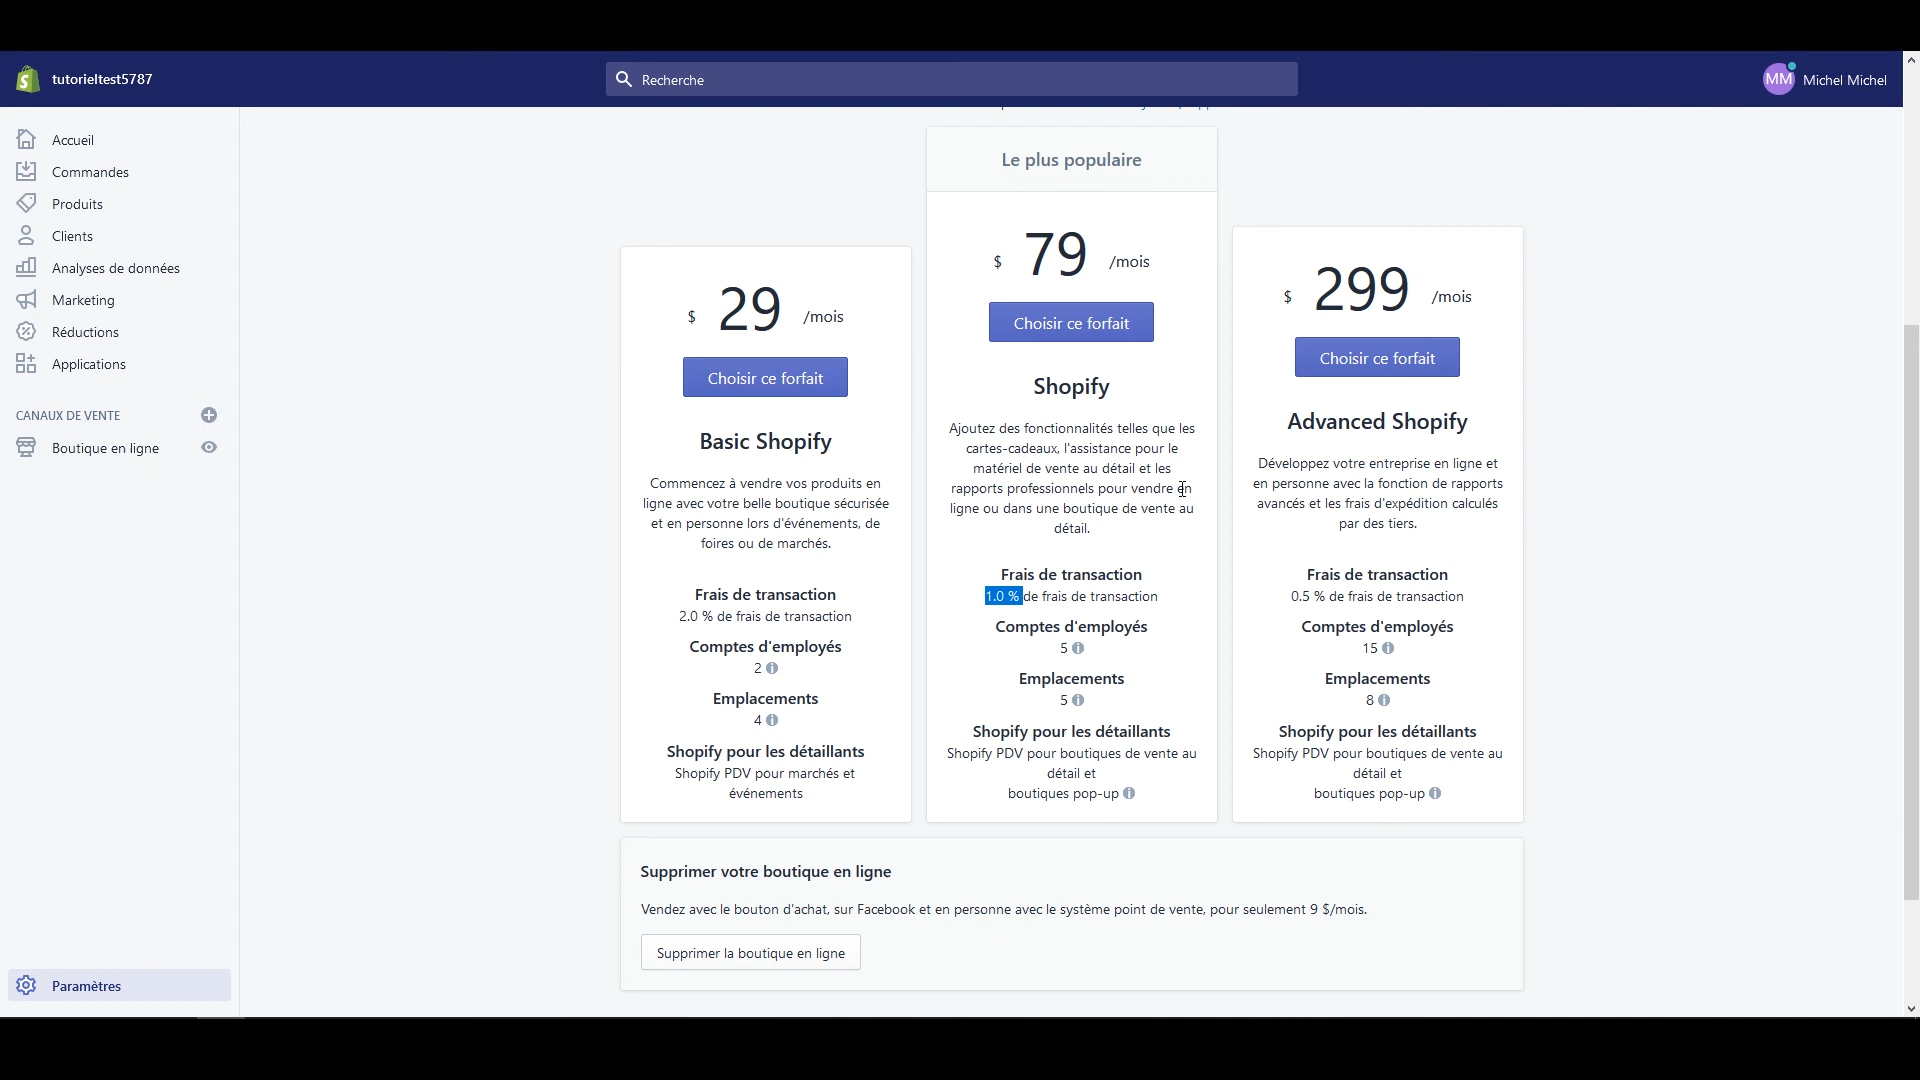 tutorieltest5787
Recherche
MM Michel Michel
Accueil
Commandes
Produits
Clients
Analyses de données
Marketing
Réductions
Applications
CANAUX DE VENTE
Boutique en ligne
Paramètres
$ 29 /mois
Choisir ce forfait
Basic Shopify
Commencez à vendre vos produits en
ligne avec votre belle boutique sécurisée
et en personne lors d'événements, de
foires ou de marchés.
Frais de transaction
2.0 % de frais de transaction
Comptes d'employés
2
Emplacements
4
Shopify pour les détaillants
Shopify PDV pour marchés et
événements
Le plus populaire
$ 79 /mois
Choisir ce forfait
Shopify
Ajoutez des fonctionnalités telles que les
cartes-cadeaux, l'assistance pour le
matériel de vente au détail et les
rapports professionnels pour vendre en
ligne ou dans une boutique de vente au
détail.
Frais de transaction
1.0 % de frais de transaction
Comptes d'employés
5
Emplacements
5
Shopify pour les détaillants
Shopify PDV pour boutiques de vente au
détail et
boutiques pop-up
$ 299 /mois
Choisir ce forfait
Advanced Shopify
Développez votre entreprise en ligne et
en personne avec la fonction de rapports
avancés et les frais d'expédition calculés
par des tiers.
Frais de transaction
0.5 % de frais de transaction
Comptes d'employés
15
Emplacements
8
Shopify pour les détaillants
Shopify PDV pour boutiques de vente au
détail et
boutiques pop-up
Supprimer votre boutique en ligne
Vendez avec le bouton d'achat, sur Facebook et en personne avec le système point de vente, pour seulement 9 $/mois.
Supprimer la boutique en ligne